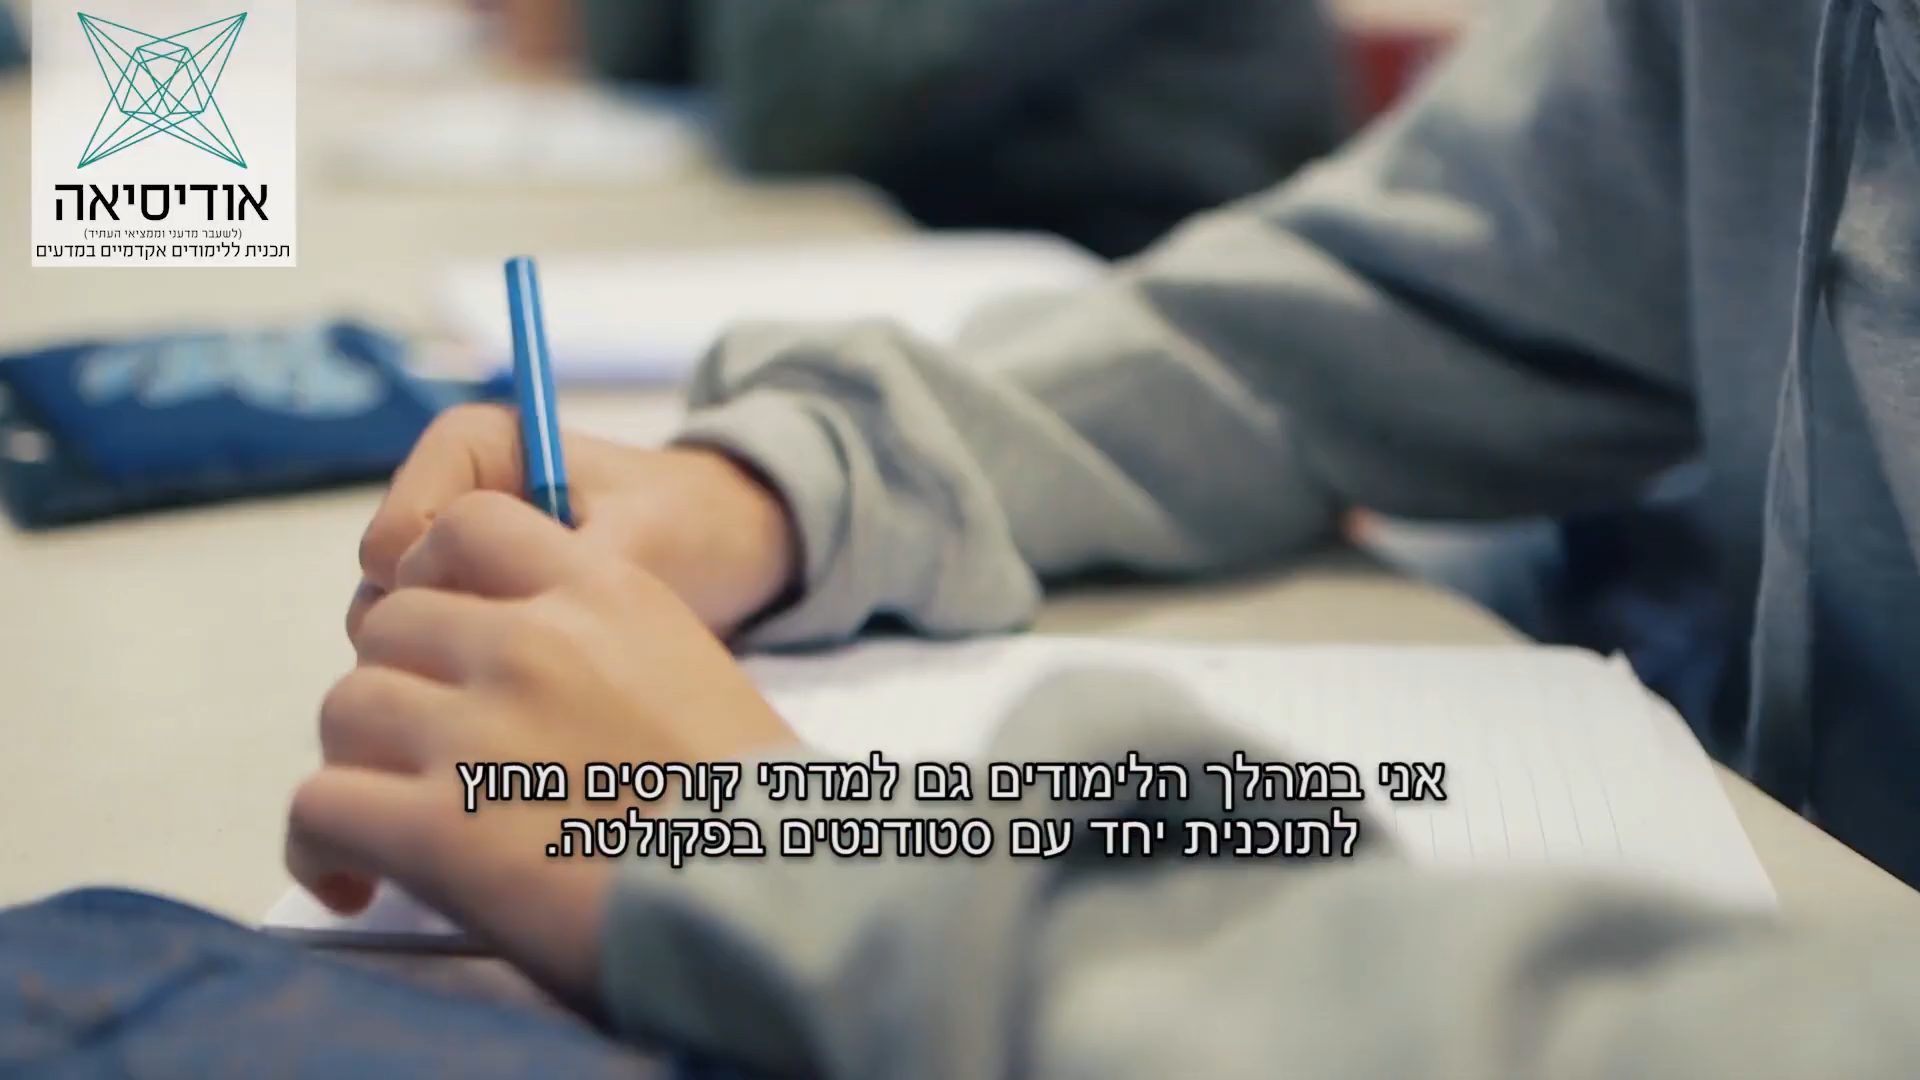 אודיסיאה
(לשעבר מדעני וממציאי העתיד)
תכנית ללימודים אקדמיים במדעים
אני במהלך הלימודים גם למדתי קורסים מחוץ
לתוכנית יחד עם סטודנטים בפקולטה.